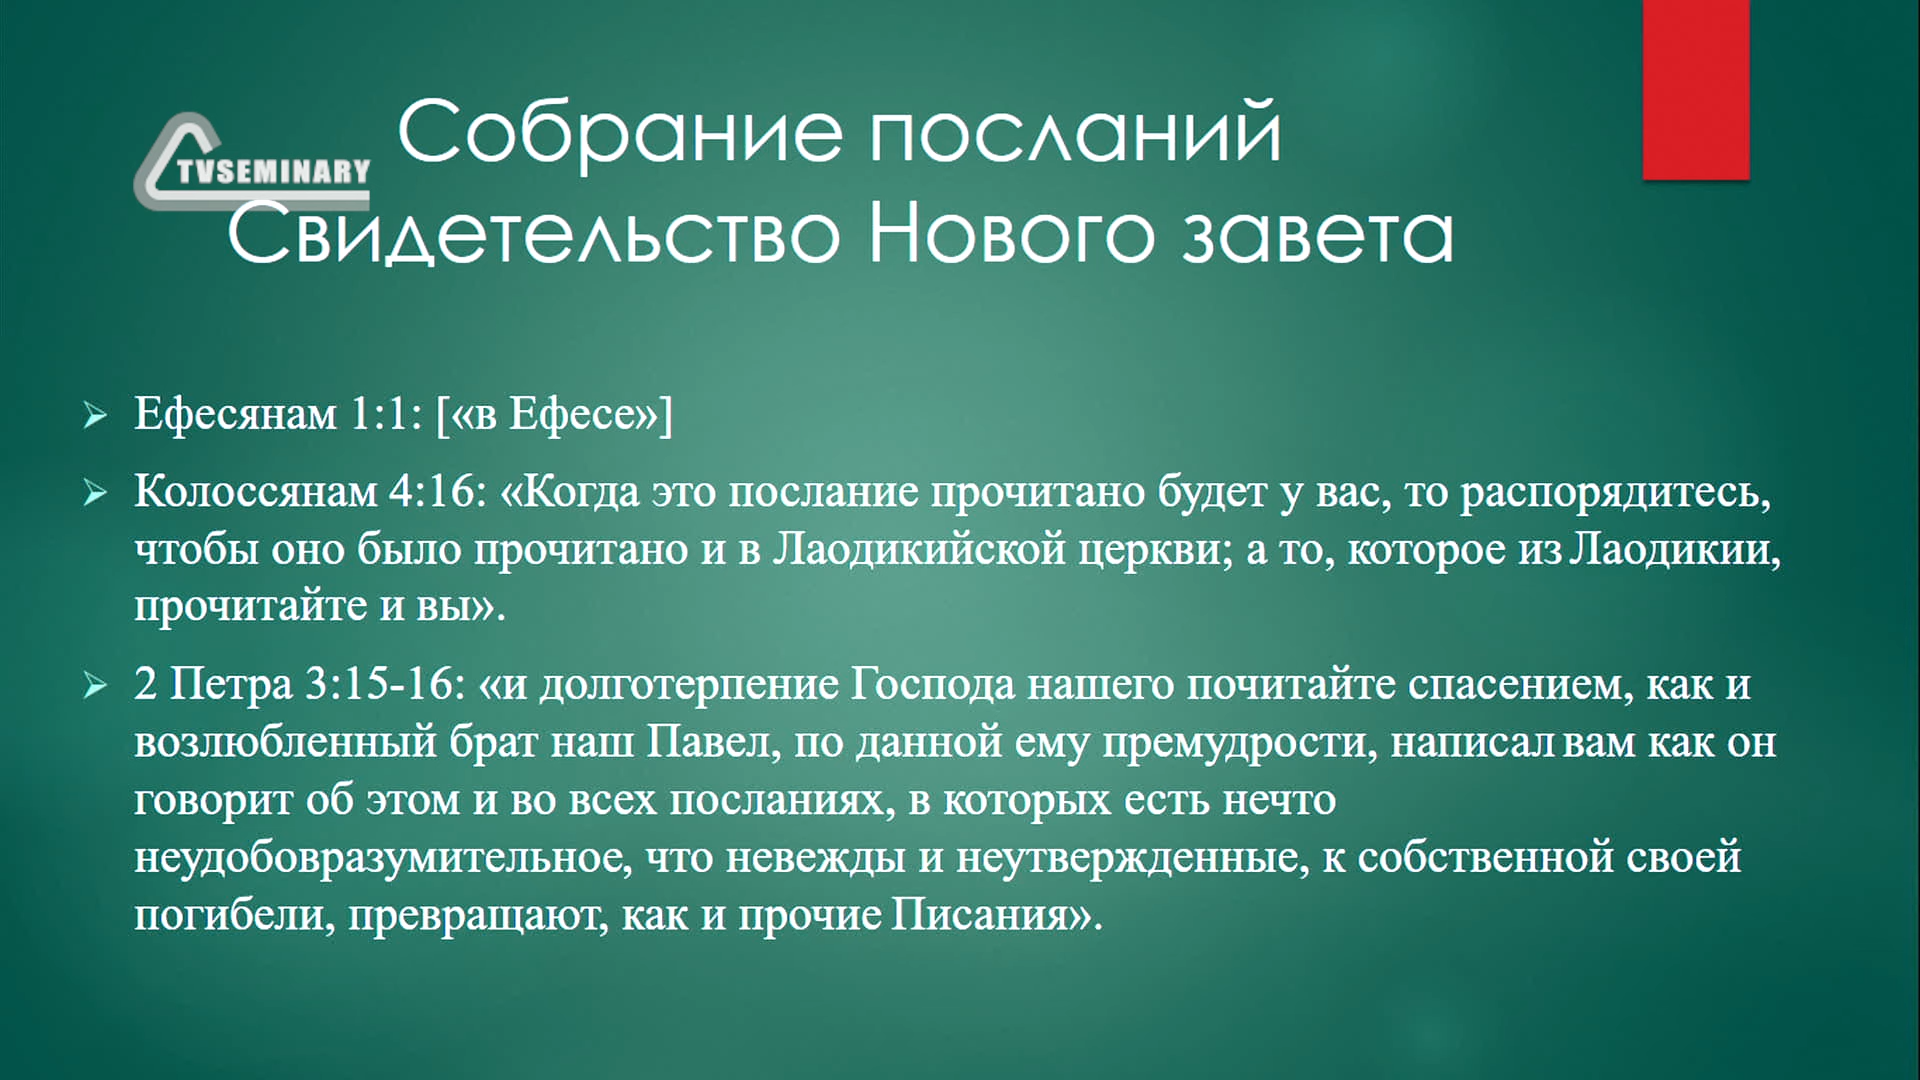 Собрание посланий
TVSEMINARY
Свидетельство Нового завета
Ефесянам 1:1: [«в Ефесе»]
Колоссянам 4:16: «Когда это послание прочитано будет у вас, то распорядитесь,
чтобы оно было прочитано и в Лаодикийской церкви; а то, которое из Лаодикии,
прочитайте и вы».
2 Петра 3:15-16: «и долготерпение Господа нашего почитайте спасением, как и
возлюбленный брат наш Павел, по данной ему премудрости, написал вам как он
говорит об этом и во всех посланиях, в которых есть нечто
неудобовразумительное, что невежды и неутвержденные, к собственной своей
погибели, превращают, как и прочие Писания».